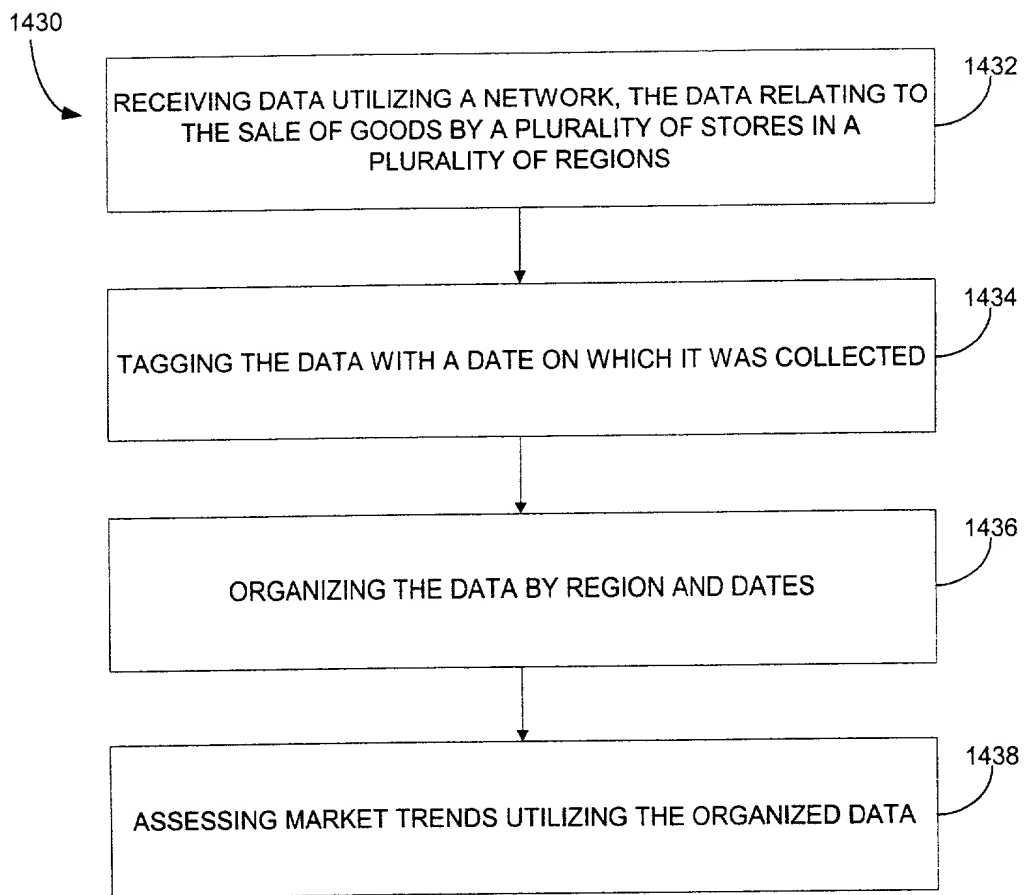 1430
1432
RECEIVING DATA UTILIZING A NETWORK, THE DATA RELATING TO
THE SALE OF GOODS BY A PLURALITY OF STORES IN A
PLURALITY OF REGIONS
1434
TAGGING THE DATA WITH A DATE ON WHICH IT WAS COLLECTED
1436
ORGANIZING THE DATA BY REGION AND DATES
1438
ASSESSING MARKET TRENDS UTILIZING THE ORGANIZED DATA